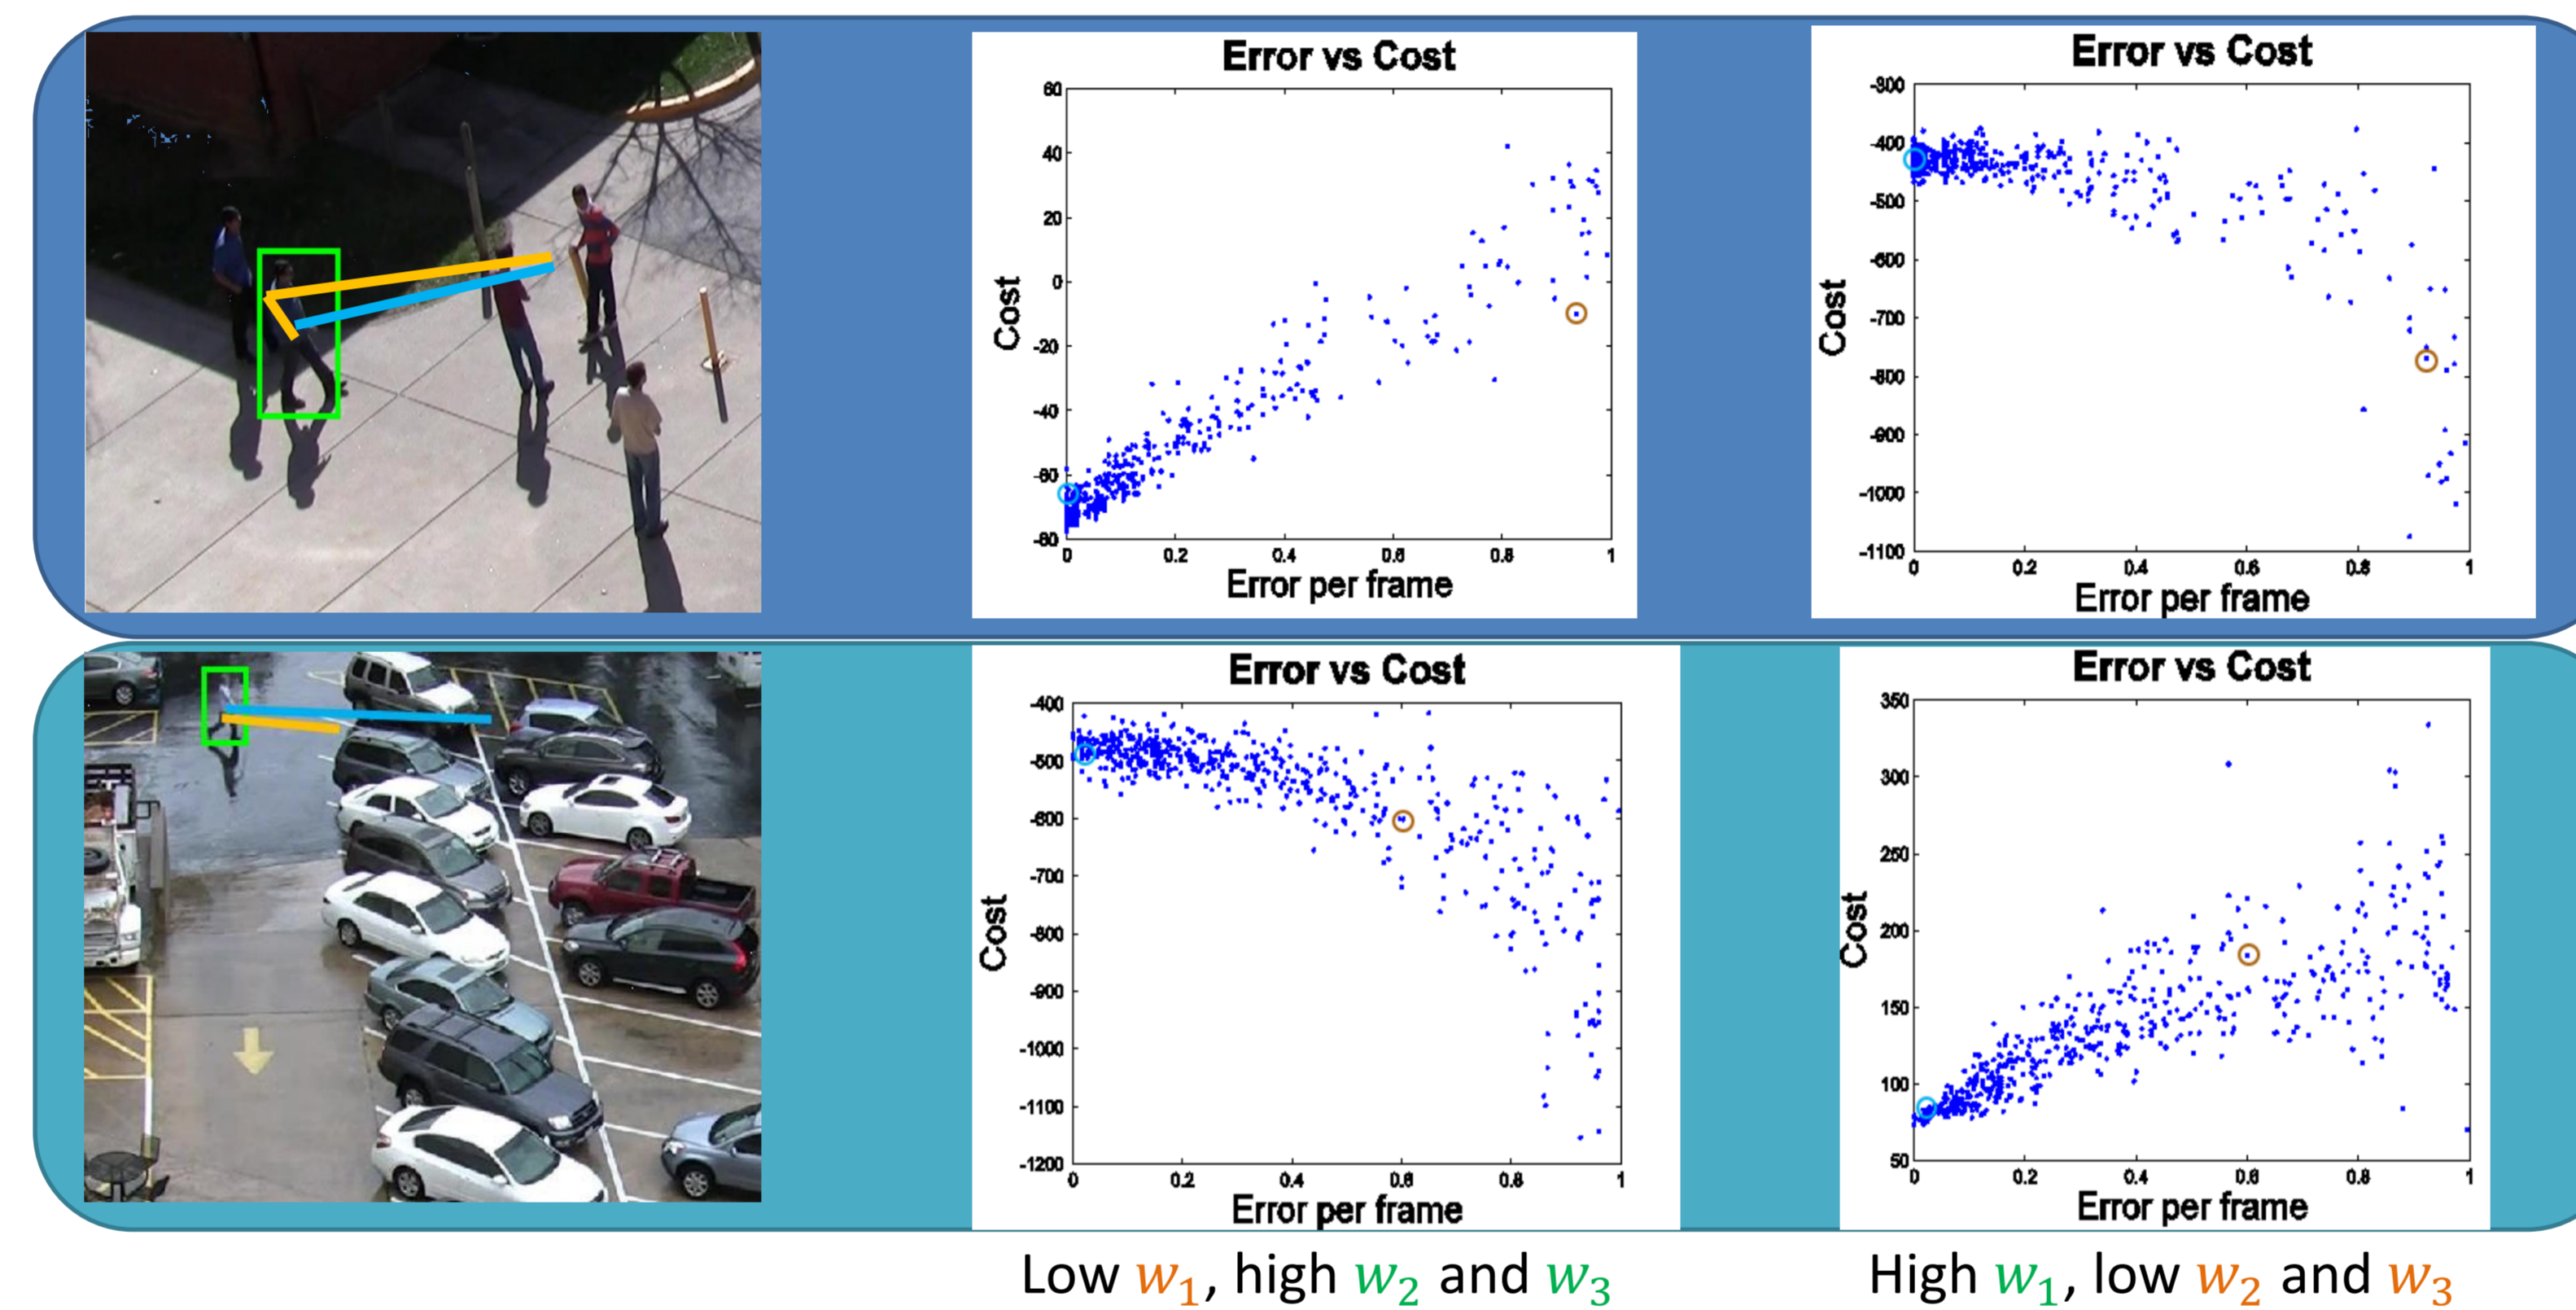 Error vs Cost
60
40
20
0
-20
-40
-60
-80
Cost
0 0.2 0.4 0.6 0.8 1
Error per frame
Error vs Cost
-300
-400
-500
-600
-700
-800
-900
-1000
-1100
Cost
0 0.2 0.4 0.6 0.8 1
Error per frame
Error vs Cost
-400
-500
-600
-700
-800
-900
-1000
-1100
-1200
Cost
0 0.2 0.4 0.6 0.8 1
Error per frame
Error vs Cost
350
300
250
200
150
100
50
Cost
0 0.2 0.4 0.6 0.8 1
Error per frame
Low w₁, high w₂ and w₃
High w₁, low w₂ and w₃